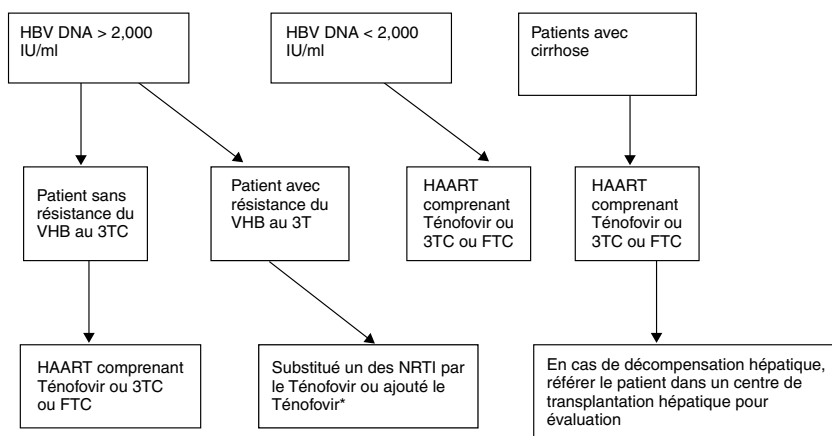 HBV DNA > 2,000
IU/ml
HBV DNA < 2,000
IU/ml
Patients avec
cirrhose
Patient sans
résistance du
VHB au 3TC
Patient avec
résistance du
VHB au 3T
HAART
comprenant
Ténofovir ou
3TC ou FTC
HAART
comprenant
Ténofovir ou
3TC ou FTC
HAART comprenant
Ténofovir ou 3TC
ou FTC
Substitué un des NRTI par
le Ténofovir ou ajouté le
Ténofovir*
En cas de décompensation hépatique,
référer le patient dans un centre de
transplantation hépatique pour
évaluation